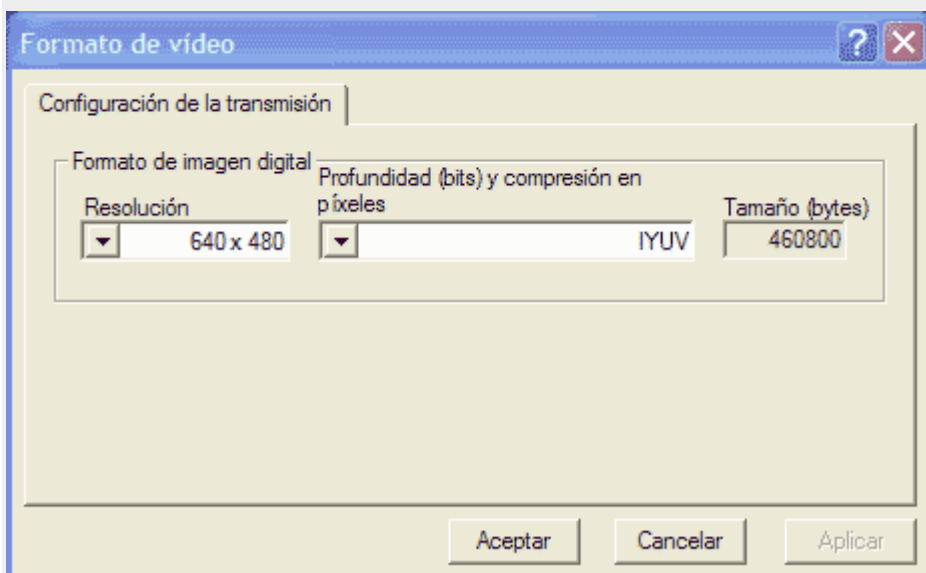 Formato de vídeo
Configuración de la transmisión
Formato de imagen digital
Resolución
Profundidad (bits) y compresión en
píxeles
Tamaño (bytes)
640 x 480
IYUV
460800
Aceptar
Cancelar
Aplicar